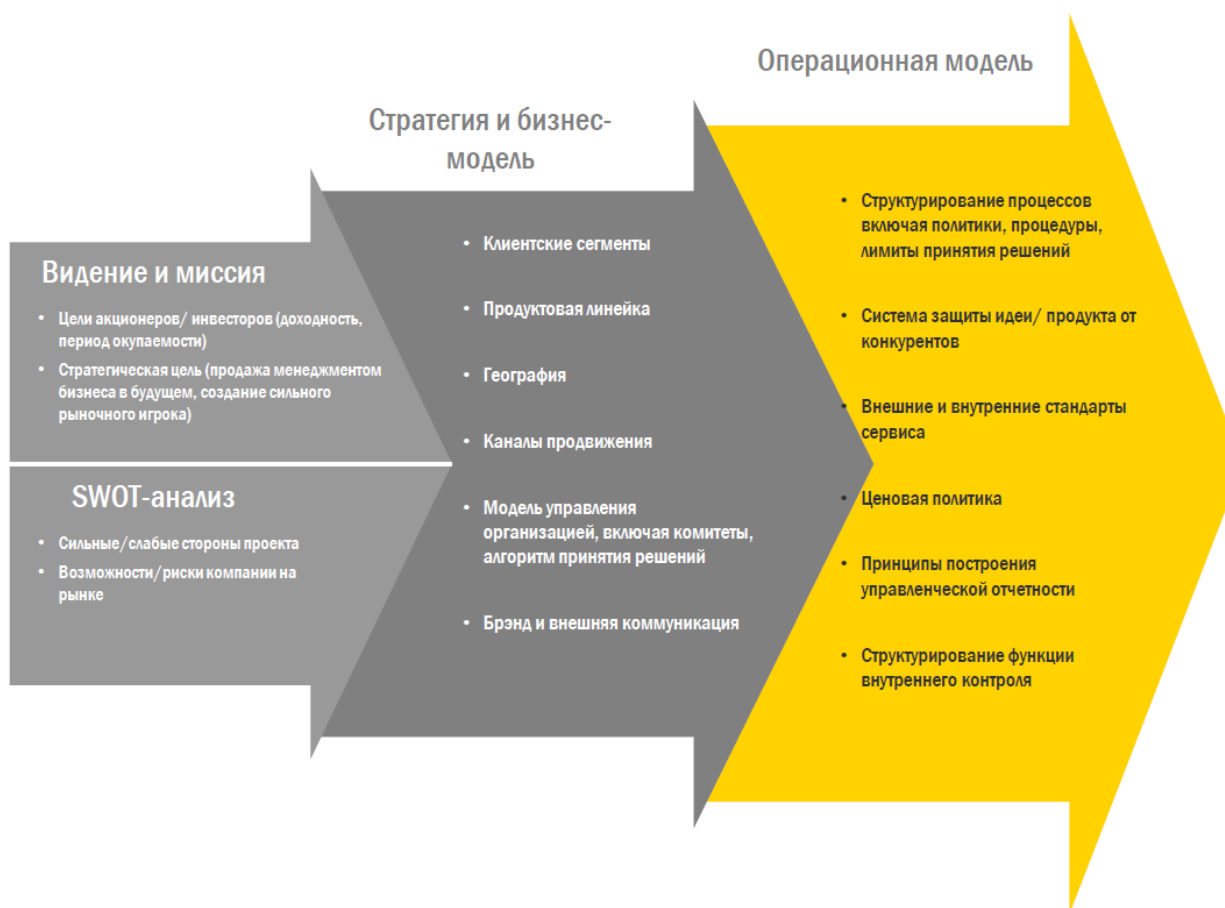 Операционная модель
Стратегия и бизнес-
модель
Видение и миссия
• Цели акционеров/ инвесторов (доходность,
период окупаемости)
• Стратегическая цель (продажа менеджментом
бизнеса в будущем, создание сильного
рыночного игрока)
SWOT-анализ
• Сильные/слабые стороны проекта
• Возможности/риски компании на
рынке
• Клиентские сегменты
• Продуктовая линейка
• География
• Каналы продвижения
• Модель управления
организацией, включая комитеты,
алгоритм принятия решений
• Брэнд и внешняя коммуникация
• Структурирование процессов
включая политики, процедуры,
лимиты принятия решений
• Система защиты идеи/ продукта от
конкурентов
• Внешние и внутренние стандарты
сервиса
• Ценовая политика
• Принципы построения
управленческой отчетности
• Структурирование функции
внутреннего контроля